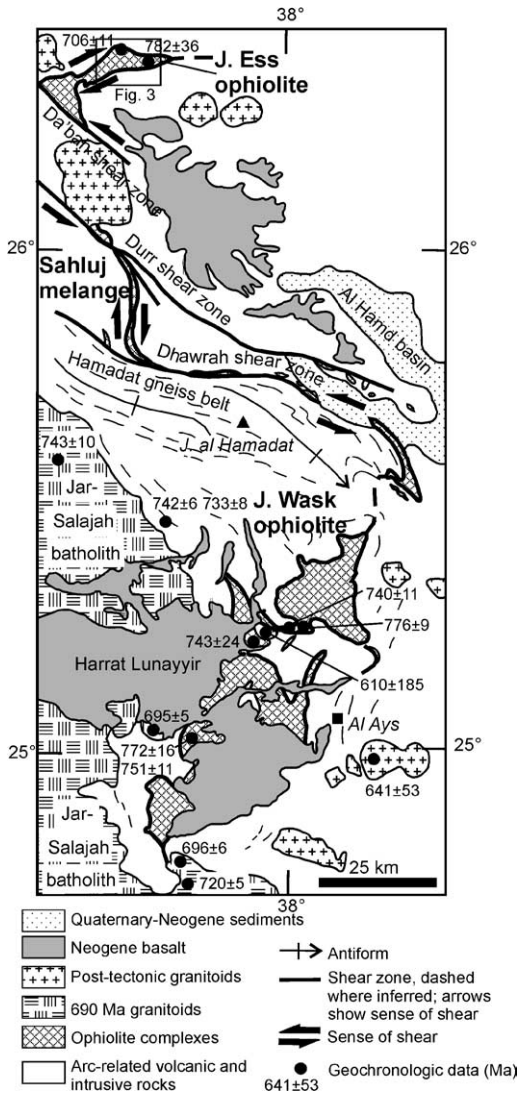 38°
706±11
782±36
J. Ess
ophiolite
Fig. 3
Da'bah shear zone
26°
26°
Sahluj
melange
Durr shear zone
Al Hamd basin
Dhawrah shear zone
Hamadat gneiss belt
J. al Hamadat
743±10
Jar-
Salajah
batholith
742±6 733±8
J. Wask
ophiolite
740±11
776±9
743±24
610±185
Harrat Lunayyir
695±5
Al Ays
25°
25°
772±16
751±11
641±53
Jar-
Salajah
batholith
696±6
720±5
25 km
38°
Quaternary-Neogene sediments
Neogene basalt
Post-tectonic granitoids
690 Ma granitoids
Ophiolite complexes
Arc-related volcanic and
intrusive rocks
Antiform
Shear zone, dashed
where inferred; arrows
show sense of shear
Sense of shear
Geochronologic data (Ma)
641±53